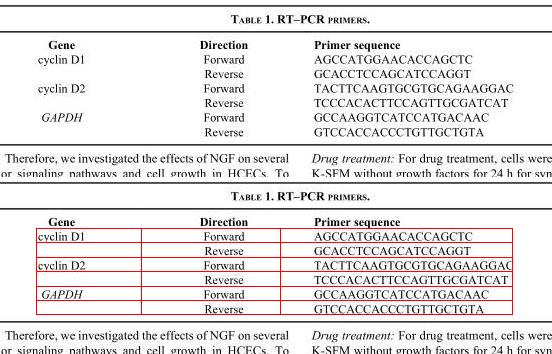 TABLE 1. RT–PCR PRIMERS.
Gene Direction Primer sequence
cyclin D1 Forward AGCCATGGAACACCAGCTC
Reverse GCACCTCCAGCATCCAGGT
cyclin D2 Forward TACTTCAAGTGCGTGCAGAAGGAC
Reverse TCCCACACTTCCAGTTGCGATCAT
GAPDH Forward GCCAAGGTCATCCATGACAAC
Reverse GTCCACCACCCTGTTGCTGTA
Therefore, we investigated the effects of NGF on several
or signaling pathways and cell growth in HCECs. To
Drug treatment: For drug treatment, cells were
K-SFM without growth factors for 24 h for syn
TABLE 1. RT–PCR PRIMERS.
Gene Direction Primer sequence
cyclin D1 Forward AGCCATGGAACACCAGCTC
Reverse GCACCTCCAGCATCCAGGT
cyclin D2 Forward TACTTCAAGTGCGTGCAGAAGGAC
Reverse TCCCACACTTCCAGTTGCGATCAT
GAPDH Forward GCCAAGGTCATCCATGACAAC
Reverse GTCCACCACCCTGTTGCTGTA
Therefore, we investigated the effects of NGF on several
or signaling pathways and cell growth in HCECs. To
Drug treatment: For drug treatment, cells were
K-SFM without growth factors for 24 h for syn